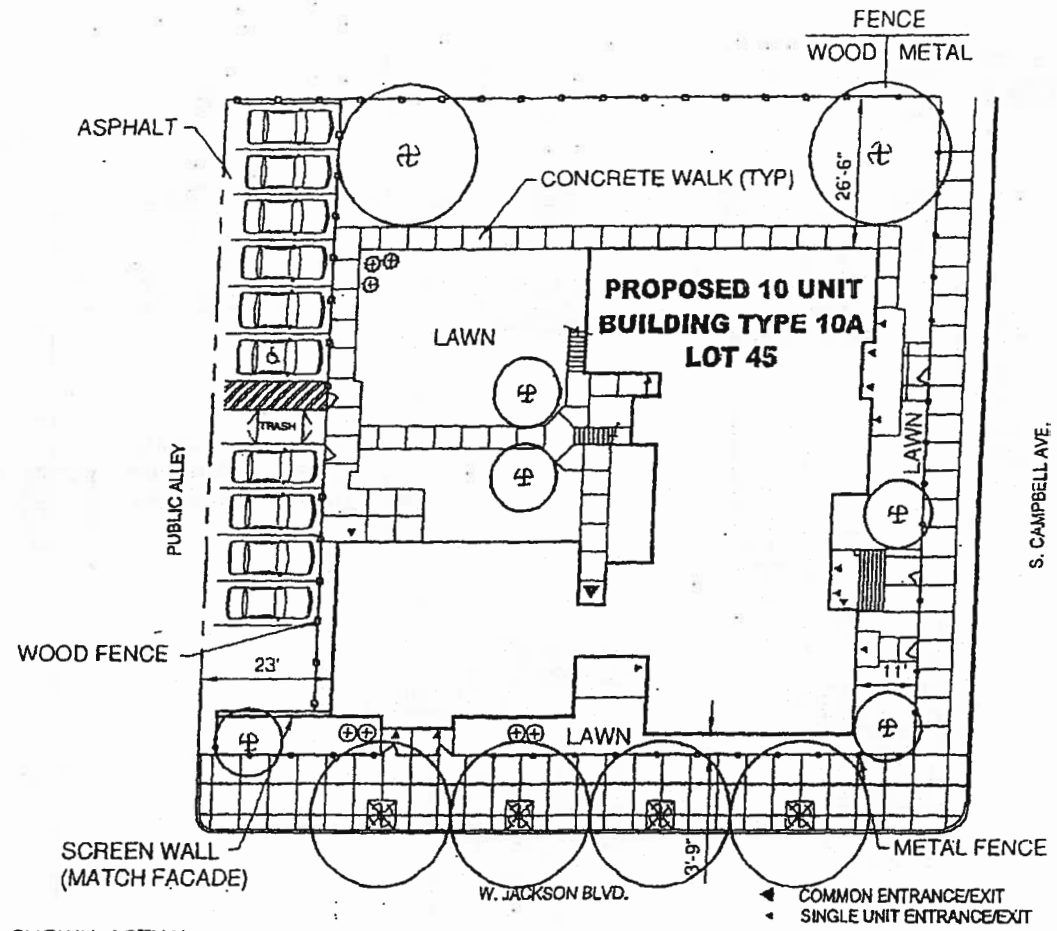 FENCE
WOOD METAL
ASPHALT
CONCRETE WALK (TYP)
26'-6"
PROPOSED 10 UNIT
BUILDING TYPE 10A
LOT 45
LAWN
TRASH
LAWN
PUBLIC ALLEY
S. CAMPBELL AVE.
WOOD FENCE
23'
11'
LAWN
SCREEN WALL
(MATCH FACADE)
3'-9"
METAL FENCE
W. JACKSON BLVD.
COMMON ENTRANCE/EXIT
SINGLE UNIT ENTRANCE/EXIT